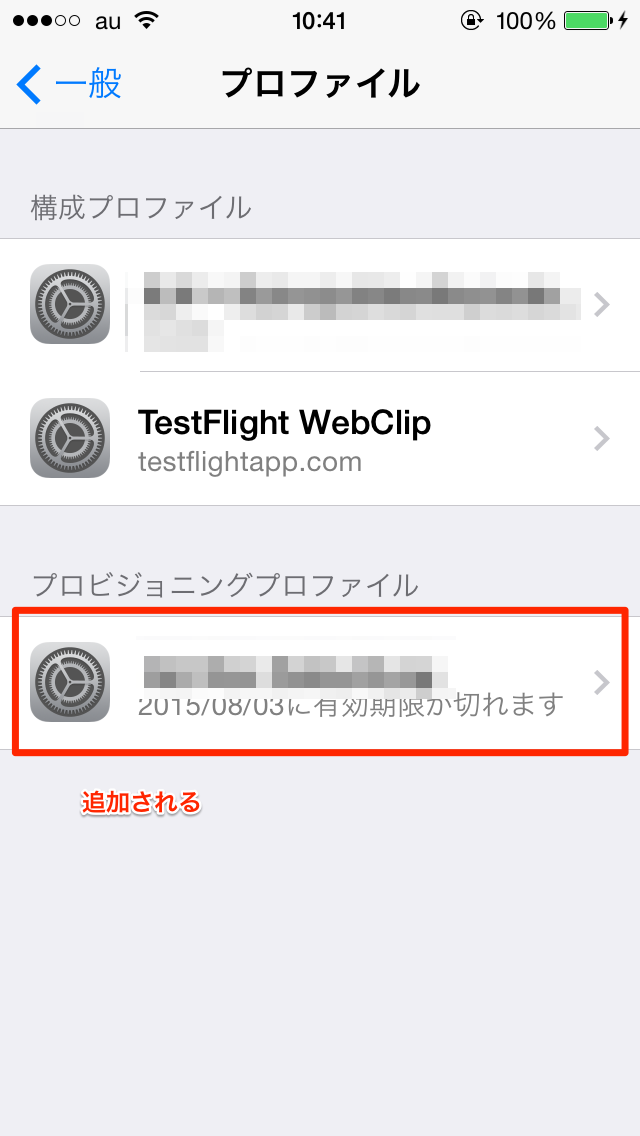 au 10:41 100%
一般 プロファイル
構成プロファイル
TestFlight WebClip
testflightapp.com
プロビジョニングプロファイル
2015/08/03に有効期限が切れます
追加される